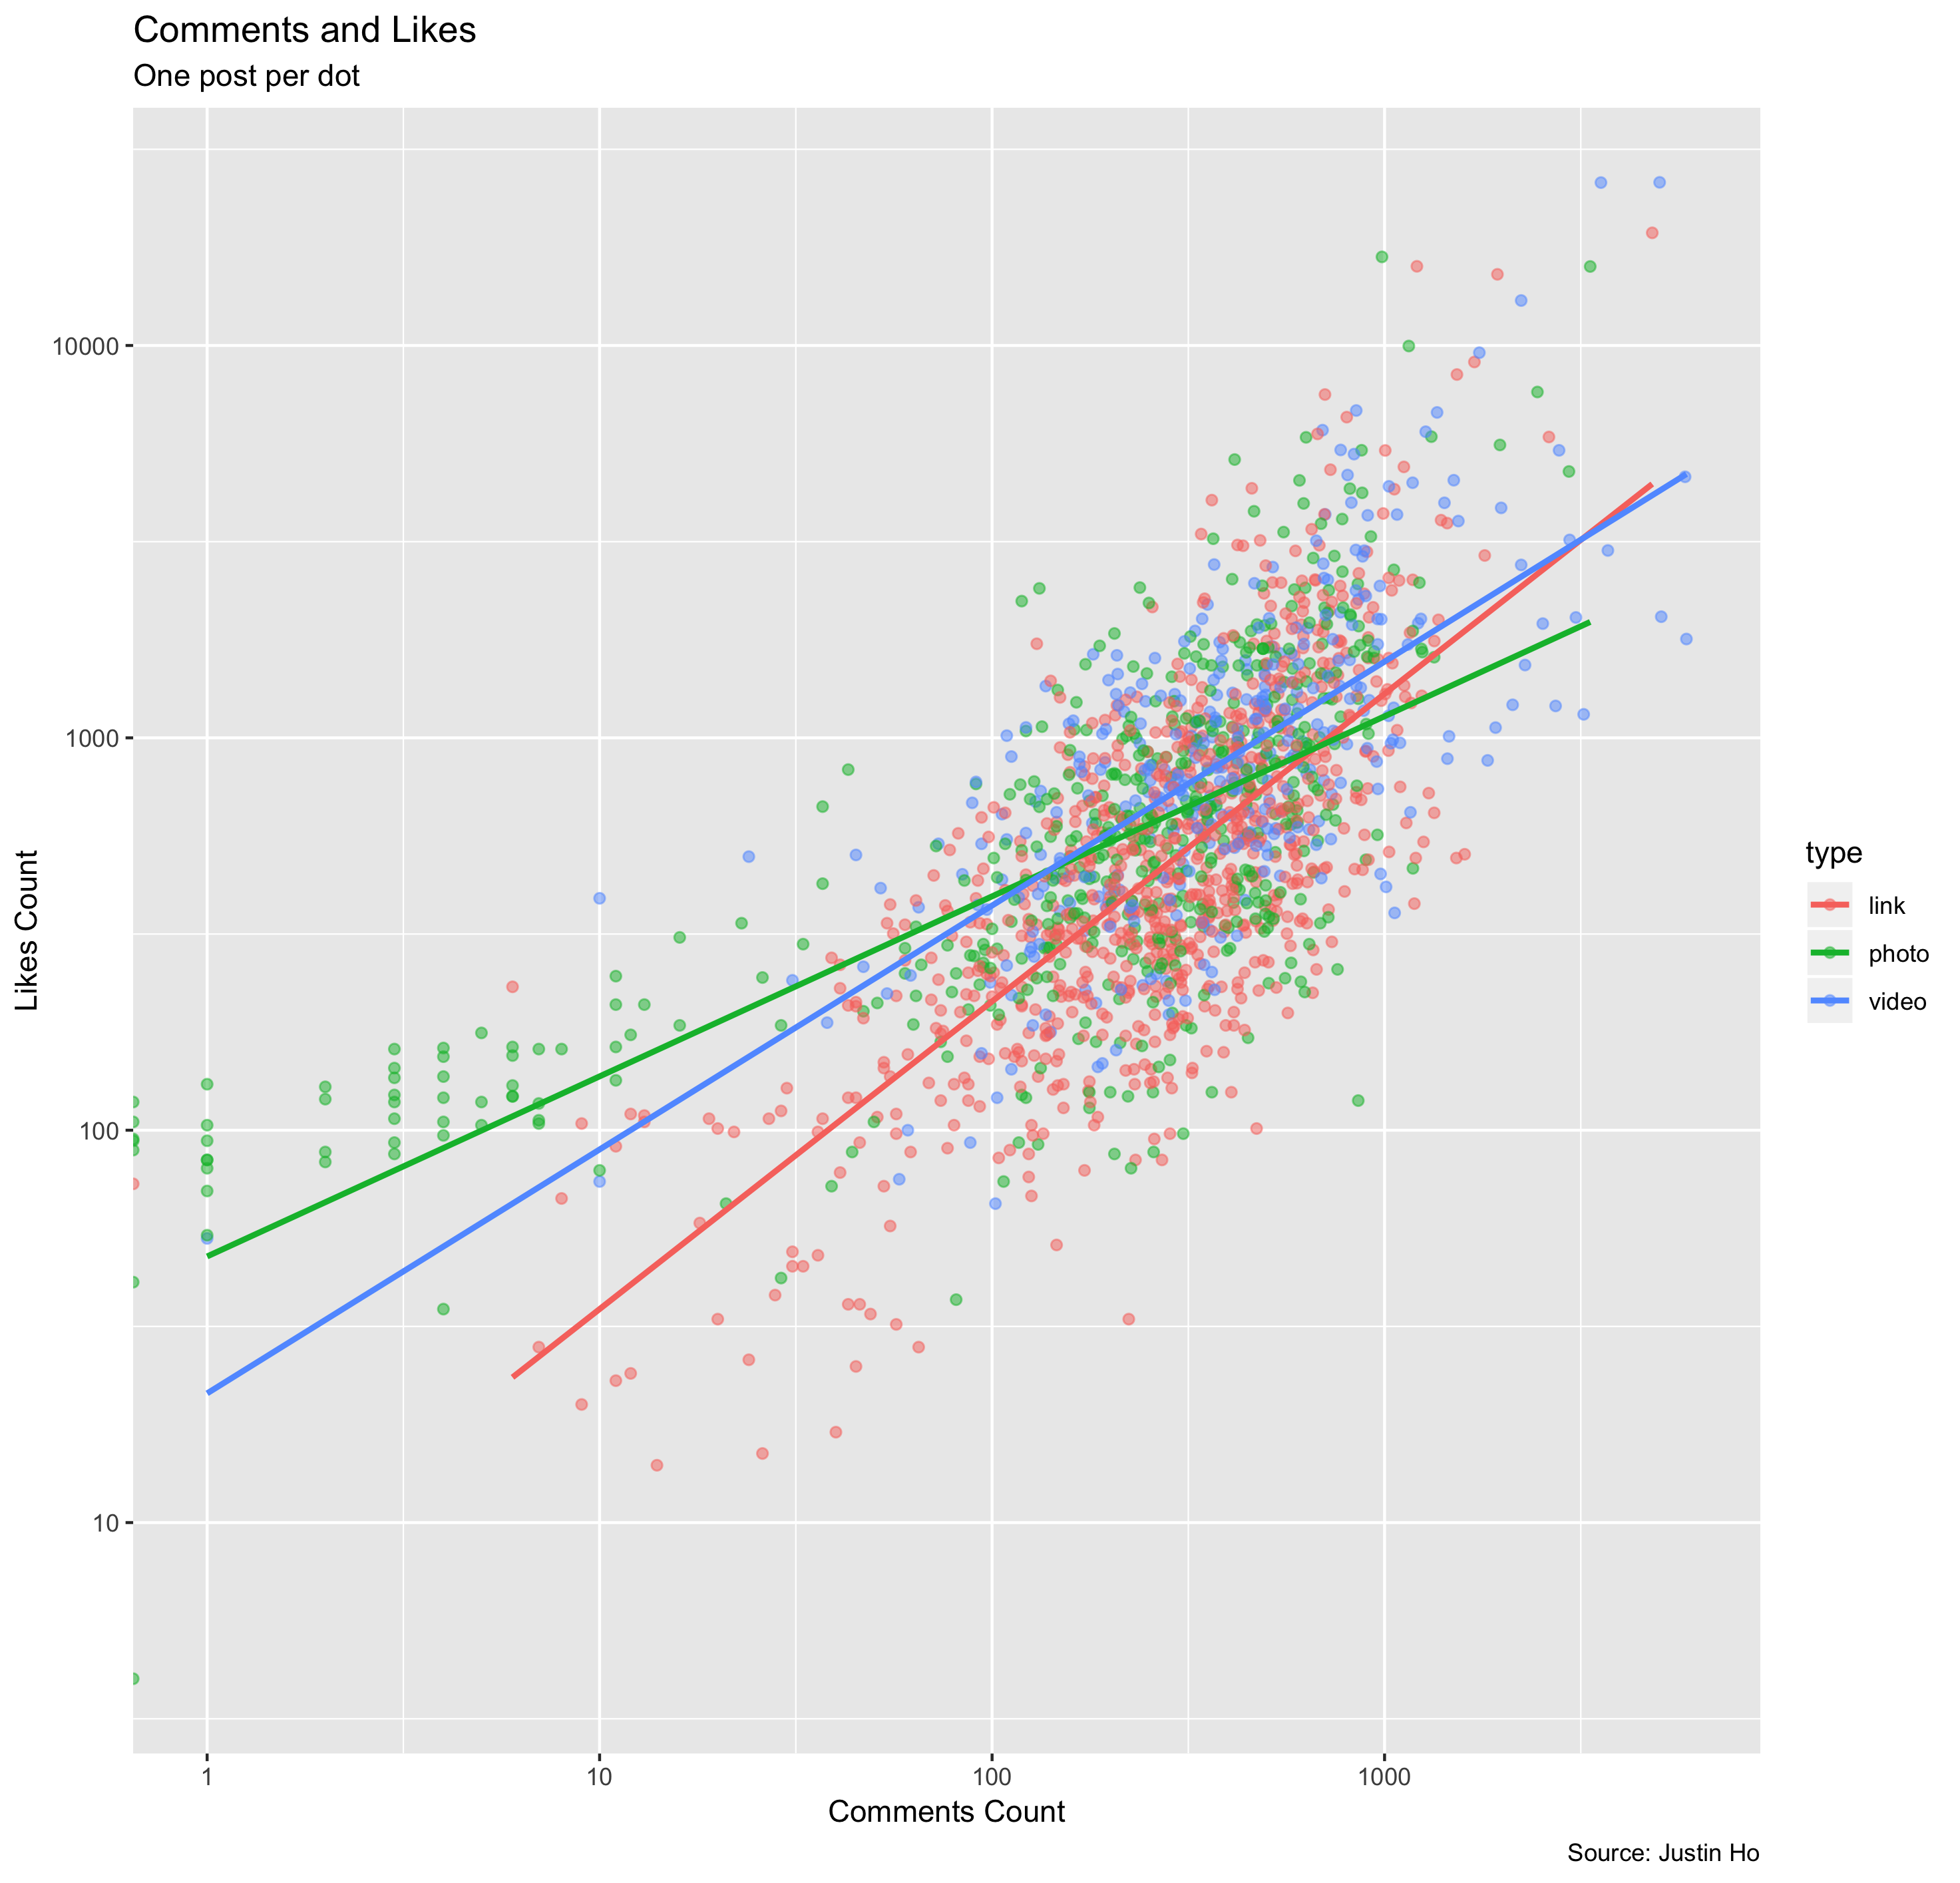 Comments and Likes
One post per dot
10000
1000
100
10
Likes Count
1
10
100
1000
Comments Count
type
link
photo
video
Source: Justin Ho